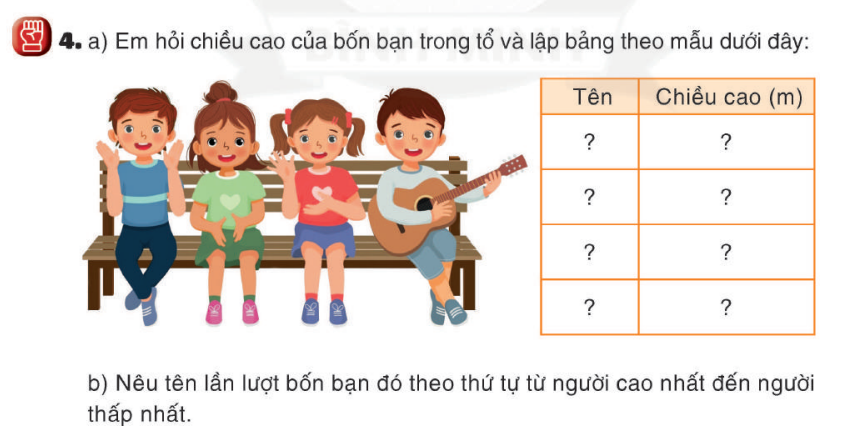 4. a) Em hỏi chiều cao của bốn bạn trong tổ và lập bảng theo mẫu dưới đây:
Tên Chiều cao (m)
? ?
? ?
? ?
? ?
b) Nêu tên lần lượt bốn bạn đó theo thứ tự từ người cao nhất đến người
thấp nhất.